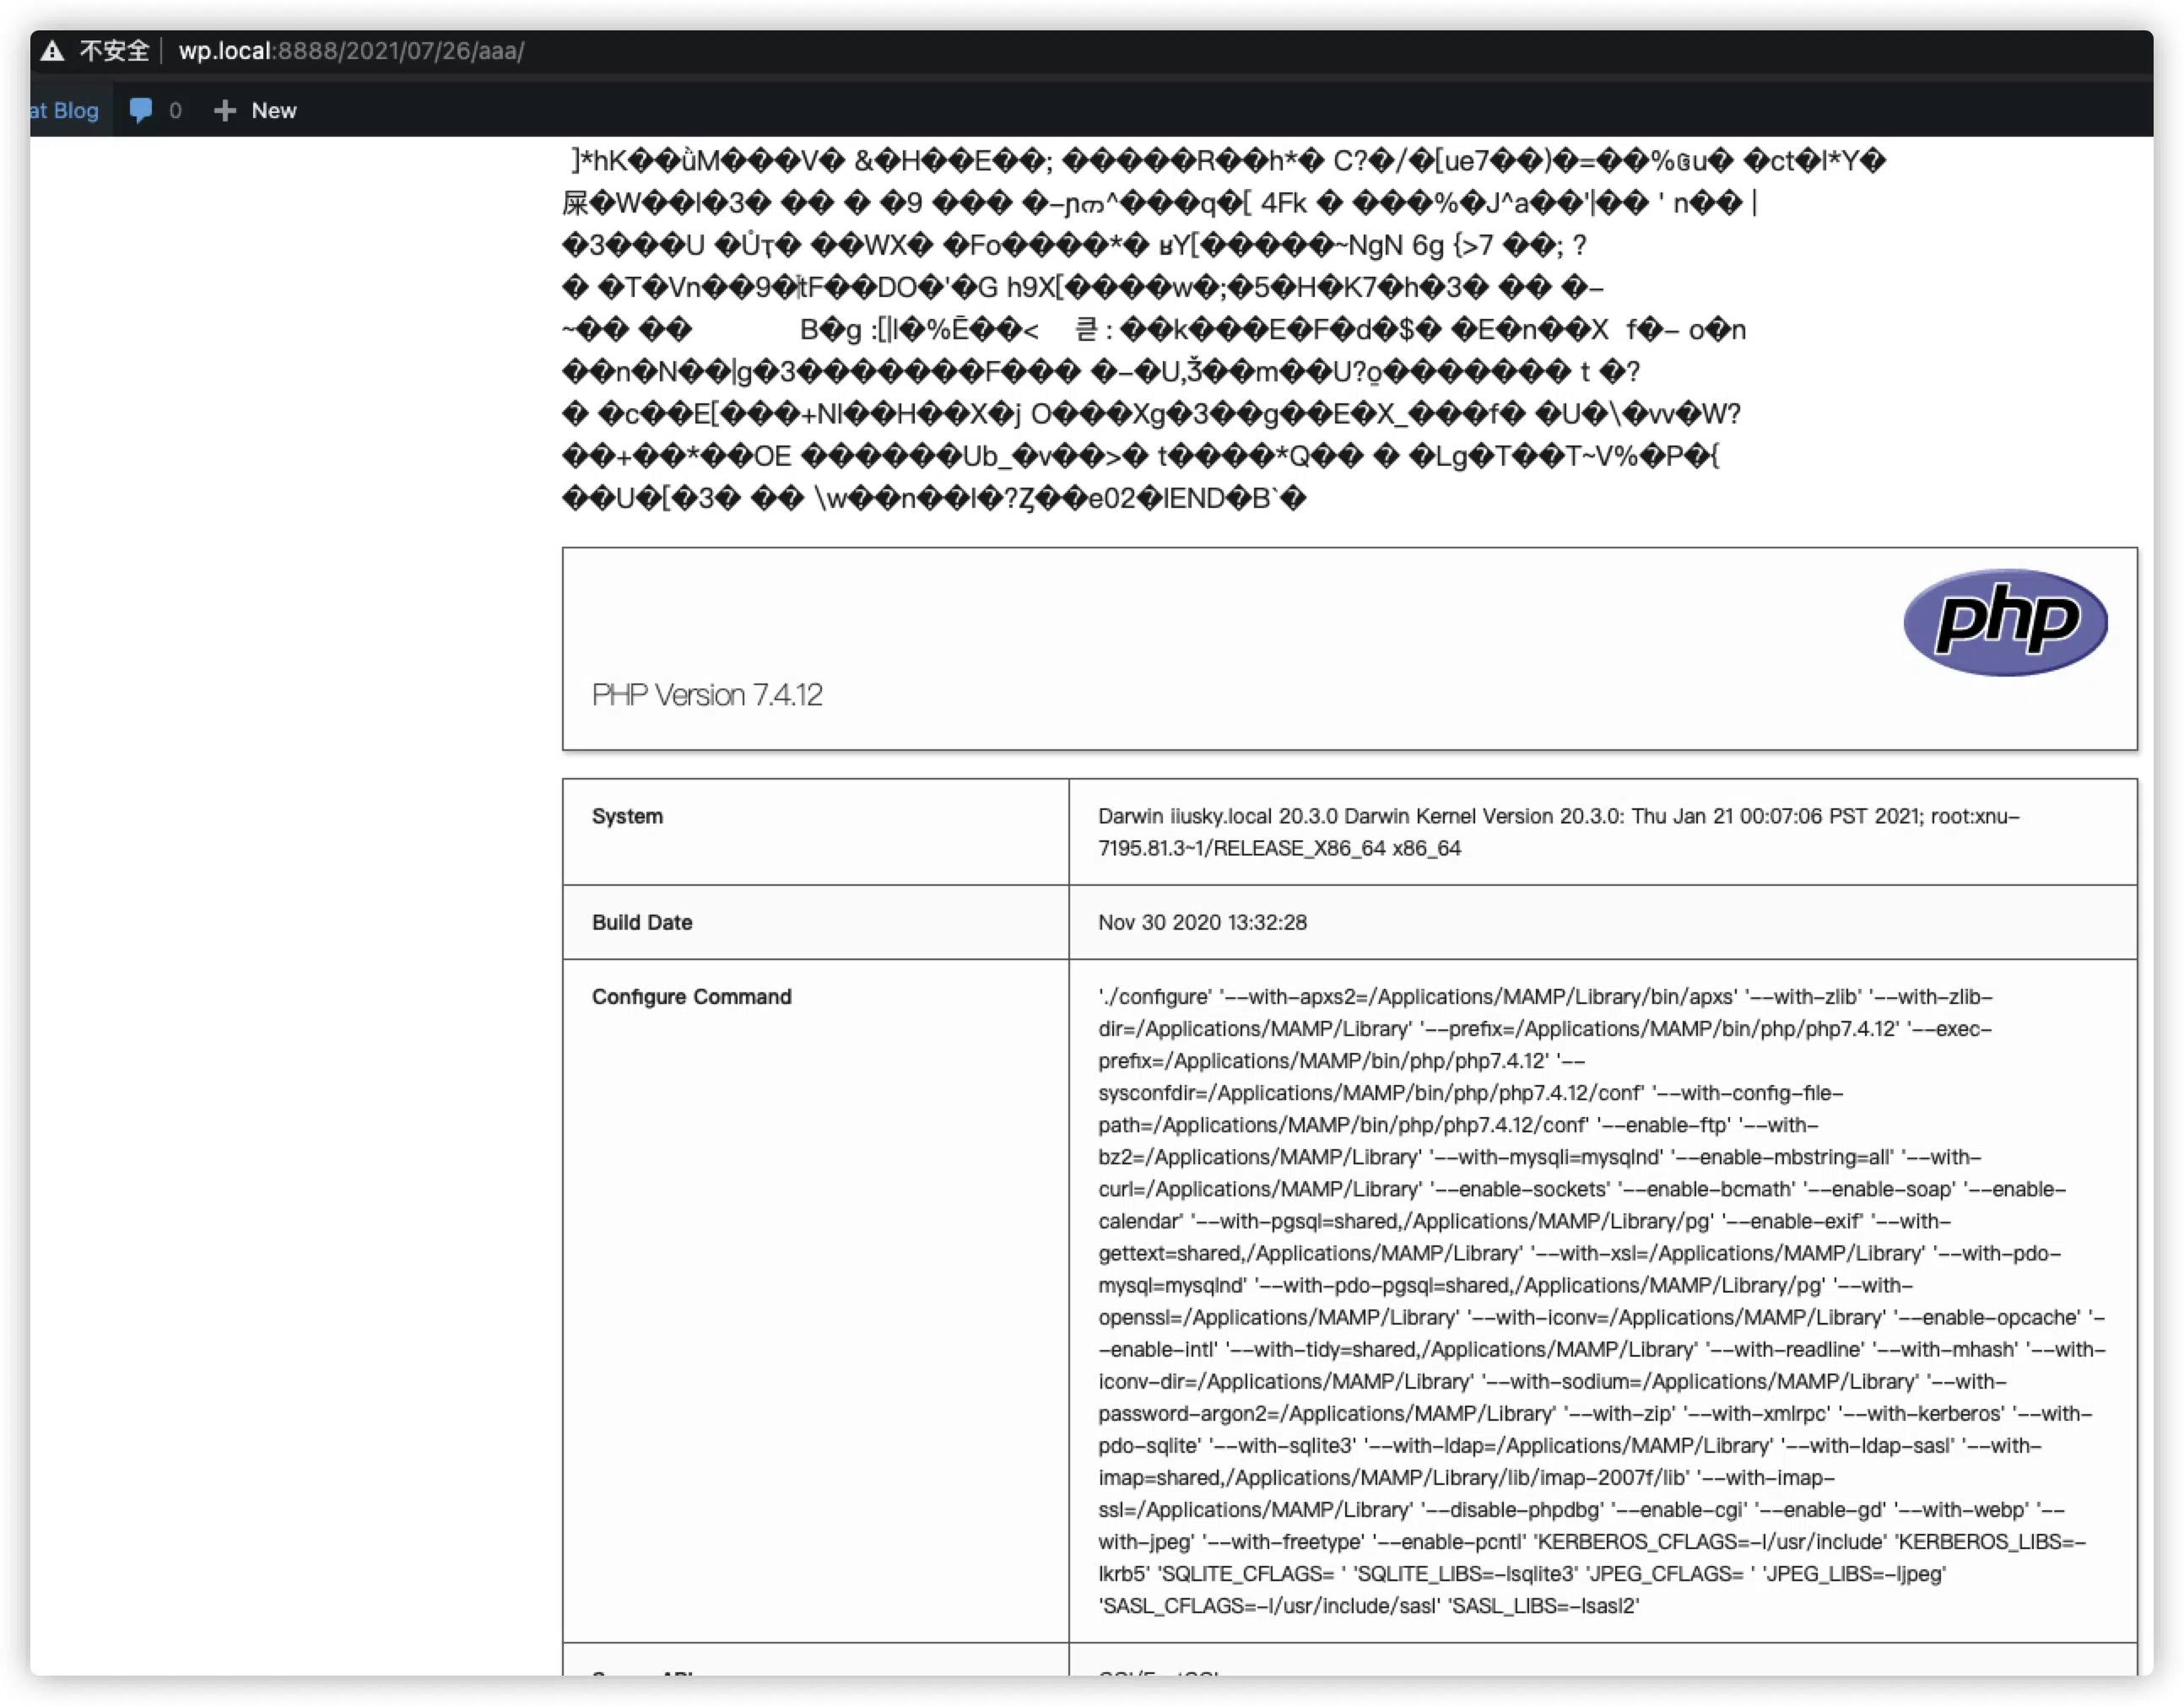 不安全 wp.local:8888/2021/07/26/aaa/
at Blog 0 + New
]*hK��ǜM���V� &�H��E��; �����R��h*� C?�/�[ue7��)�=��% u� �ct�l*Y�
屎�W��l�3� �� � �9 ��� �–ɲ ^���q�[ 4Fk � ���%�J^a��'|�� ' n�� |
�3���U �Ůʈ� ��WX� �Fo����*� ʁY[�����~NgN 6g {>7 ��; ?
� �T�Vn��9� tF��DO�'�G h9X[����w�;�5�H�K7�h�3� �� �–
~�� �� B�g :[|l�%Ē��< 큳 : ��k���E�F�d�$� �E�n��X f�– o�n
��n�N��|g�3�������F��� �–�U,Ǯ��m��U?o̱������� t �?
� �c��E[���+Nl��H��X�j O���Xg�3��g��E�X_���f� �U�\�vv�W?
��+��*��OE ������Ub_�v��>� t����*Q�� � �Lg�T��T~V%�P�{
��U�[�3� �� \w��n��l�?Ȥ��e02�IEND�B`�
php
PHP Version 7.4.12
System Darwin iiusky.local 20.3.0 Darwin Kernel Version 20.3.0: Thu Jan 21 00:07:06 PST 2021; root:xnu-
7195.81.3~1/RELEASE_X86_64 x86_64
Build Date Nov 30 2020 13:32:28
Configure Command './configure' '--with-apxs2=/Applications/MAMP/Library/bin/apxs' '--with-zlib' '--with-zlib-
dir=/Applications/MAMP/Library' '--prefix=/Applications/MAMP/bin/php/php7.4.12' '--exec-
prefix=/Applications/MAMP/bin/php/php7.4.12' '--
sysconfdir=/Applications/MAMP/bin/php/php7.4.12/conf' '--with-config-file-
path=/Applications/MAMP/bin/php/php7.4.12/conf' '--enable-ftp' '--with-
bz2=/Applications/MAMP/Library' '--with-mysqli=mysqlnd' '--enable-mbstring=all' '--with-
curl=/Applications/MAMP/Library' '--enable-sockets' '--enable-bcmath' '--enable-soap' '--enable-
calendar' '--with-pgsql=shared,/Applications/MAMP/Library/pg' '--enable-exif' '--with-
gettext=shared,/Applications/MAMP/Library' '--with-xsl=/Applications/MAMP/Library' '--with-pdo-
mysql=mysqlnd' '--with-pdo-pgsql=shared,/Applications/MAMP/Library/pg' '--with-
openssl=/Applications/MAMP/Library' '--with-iconv=/Applications/MAMP/Library' '--enable-opcache' '-
-enable-intl' '--with-tidy=shared,/Applications/MAMP/Library' '--with-readline' '--with-mhash' '--with-
iconv-dir=/Applications/MAMP/Library' '--with-sodium=/Applications/MAMP/Library' '--with-
password-argon2=/Applications/MAMP/Library' '--with-zip' '--with-xmlrpc' '--with-kerberos' '--with-
pdo-sqlite' '--with-sqlite3' '--with-ldap=/Applications/MAMP/Library' '--with-ldap-sasl' '--with-
imap=shared,/Applications/MAMP/Library/lib/imap-2007f/lib' '--with-imap-
ssl=/Applications/MAMP/Library' '--disable-phpdbg' '--enable-cgi' '--enable-gd' '--with-webp' '--
with-jpeg' '--with-freetype' '--enable-pcntl' 'KERBEROS_CFLAGS=-I/usr/include' 'KERBEROS_LIBS=-
lkrb5' 'SQLITE_CFLAGS= ' 'SQLITE_LIBS=-lsqlite3' 'JPEG_CFLAGS= ' 'JPEG_LIBS=-ljpeg'
'SASL_CFLAGS=-I/usr/include/sasl' 'SASL_LIBS=-lsasl2'